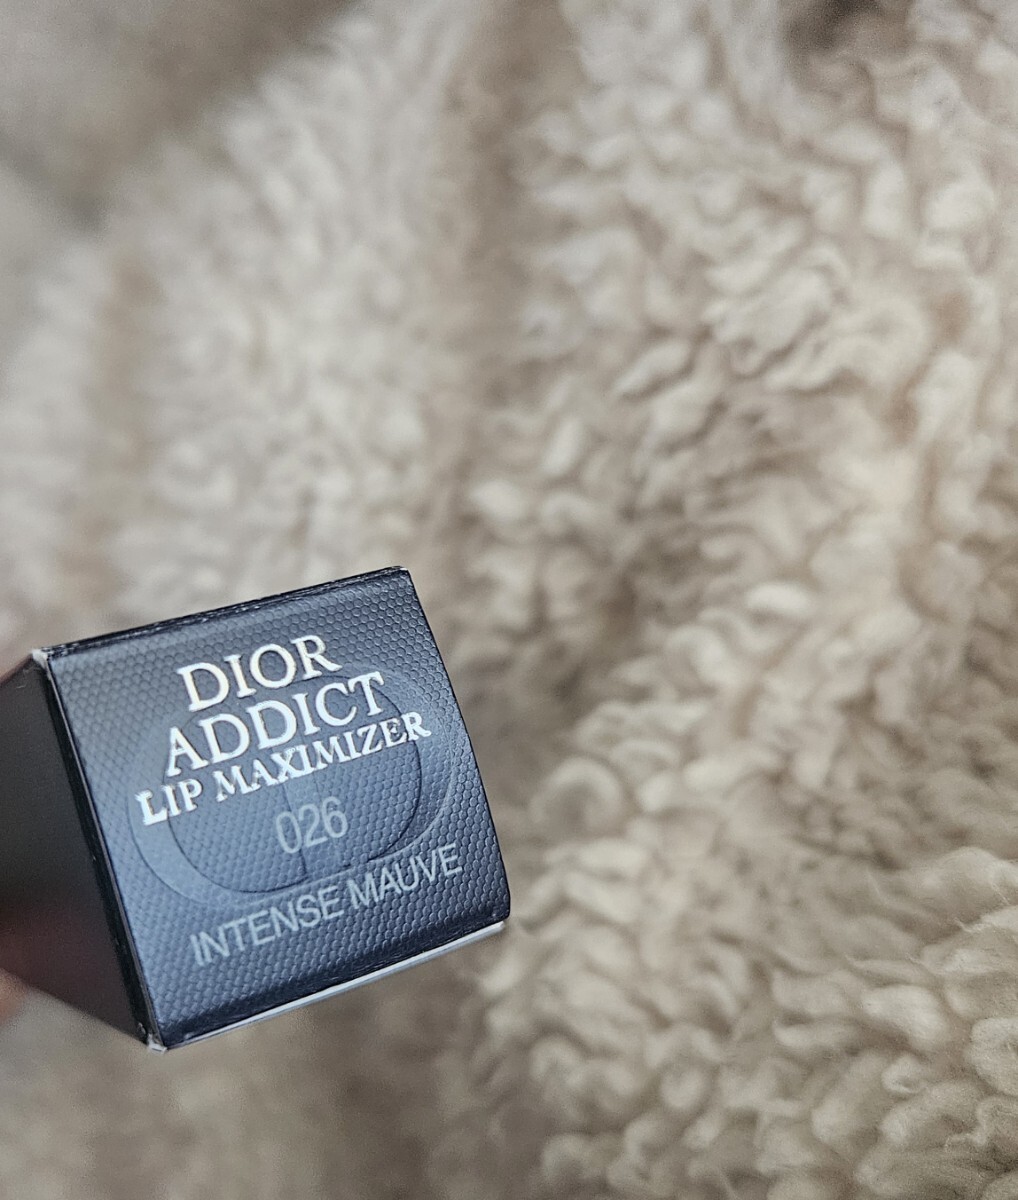 DIOR
ADDICT
LIP MAXIMIZER
026
INTENSE MAUVE